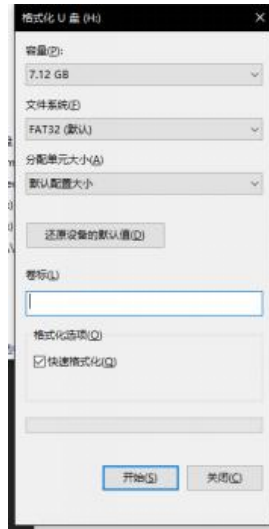 格式化 U 盘 (H:)
容量(P):
7.12 GB
文件系统(F)
FAT32 (默认)
分配单元大小(A)
默认配置大小
还原设备的默认值(D)
卷标(L)
格式化选项(O)
快速格式化(Q)
开始(S)
关闭(C)